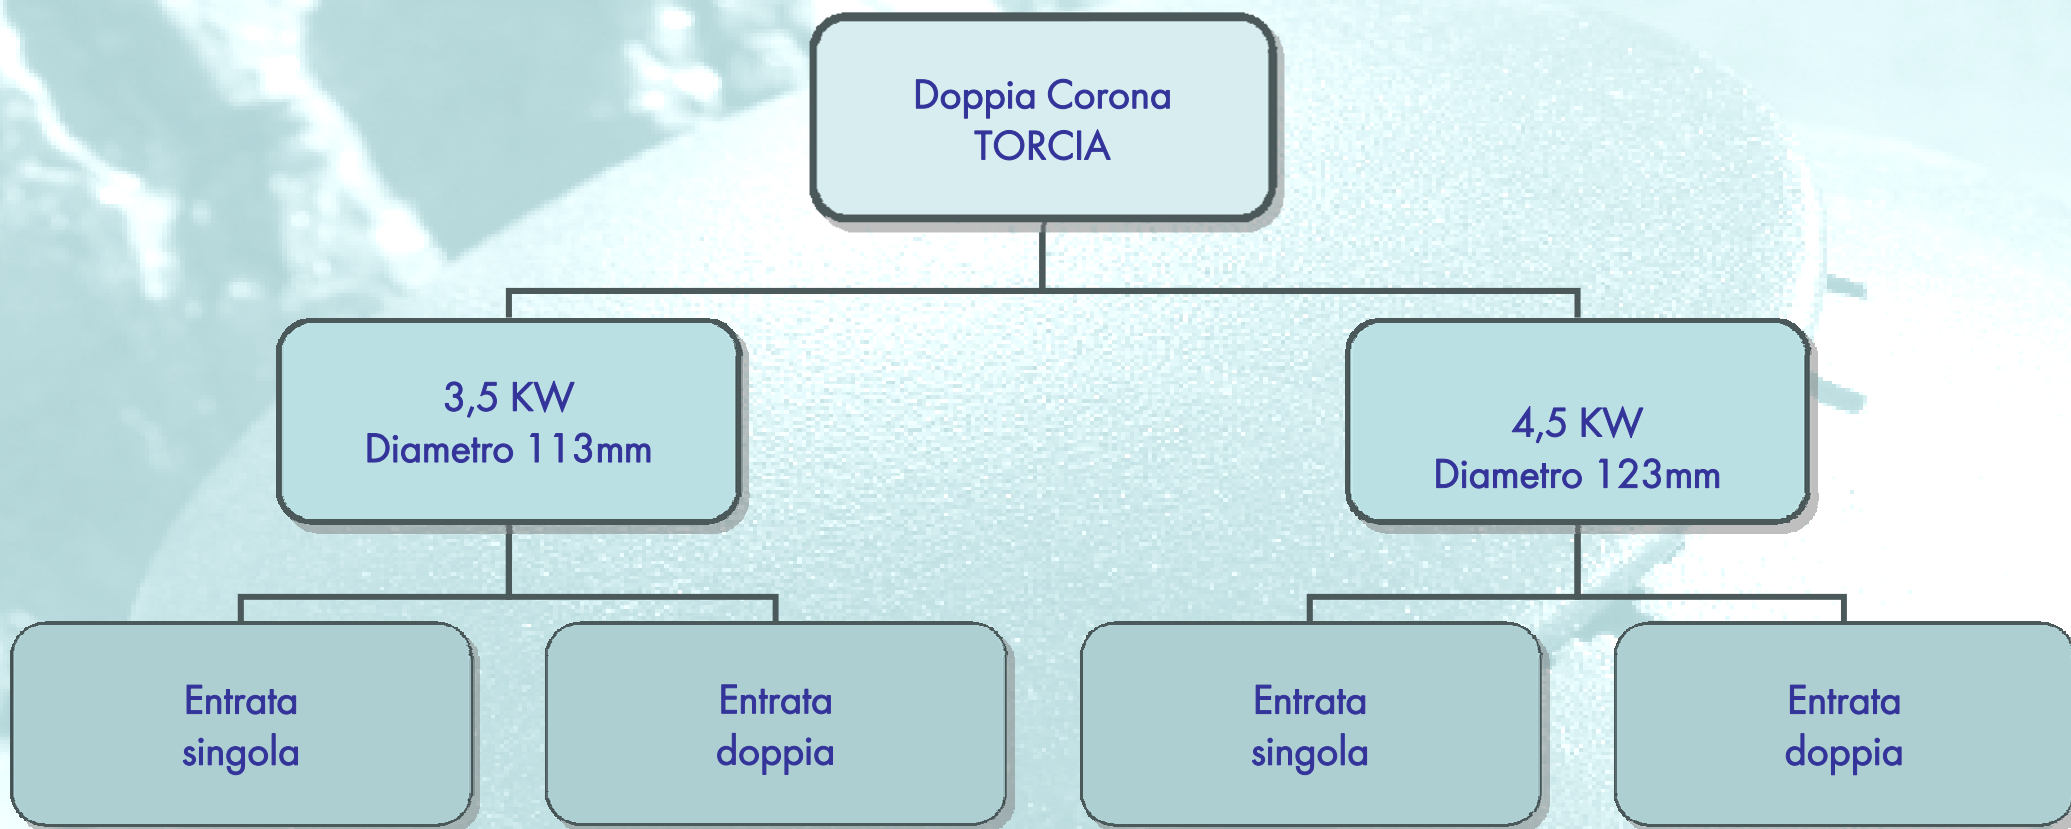 Doppia Corona
TORCIA
3,5 KW
Diametro 113mm
4,5 KW
Diametro 123mm
Entrata
singola
Entrata
doppia
Entrata
singola
Entrata
doppia